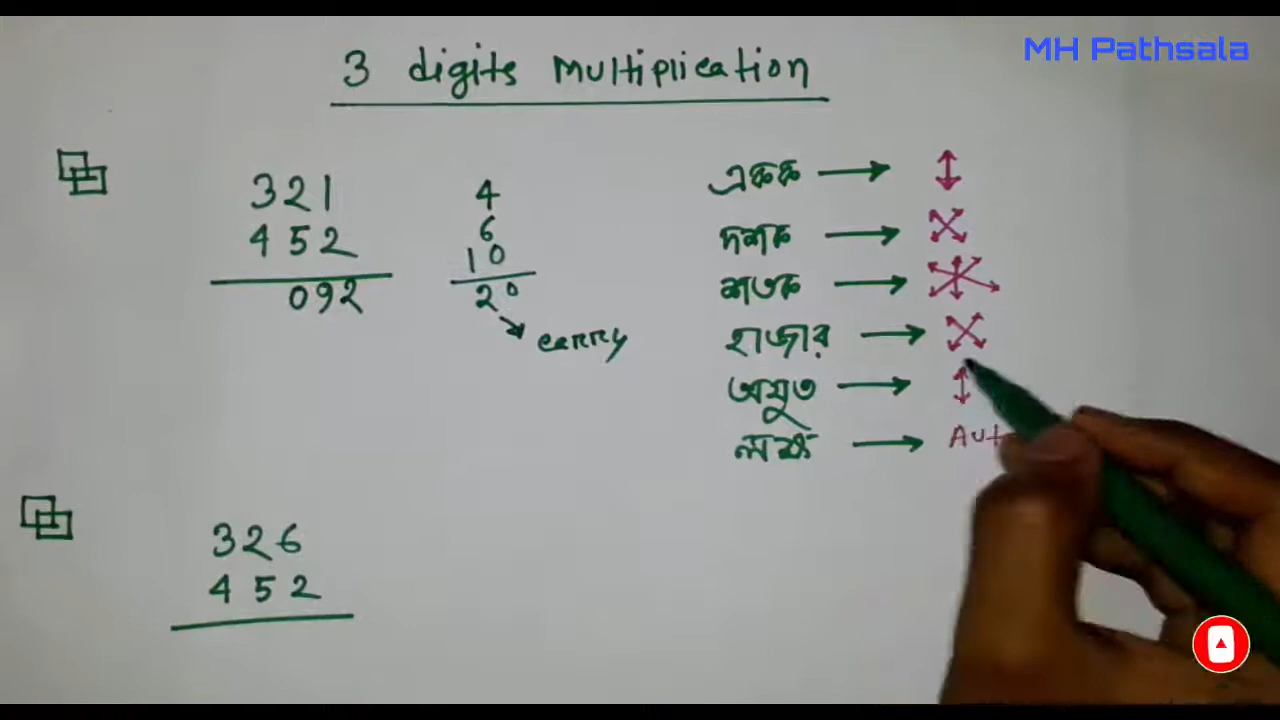 MH Pathsala
3 digits Multiplication
321
452
092
4
6
10
20
carry
একক →
দশক →
শতক →
হাজার →
অযুত →
লক্ষ →
326
452